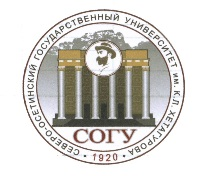 СЕВЕРО-ОСЕТИНСКИЙ ГОСУДАРСТВЕННЫЙ УНИВЕРСИТЕТ ИМ. К.Л. ХЕТАГУРОВА
СОГУ
• 1920 •